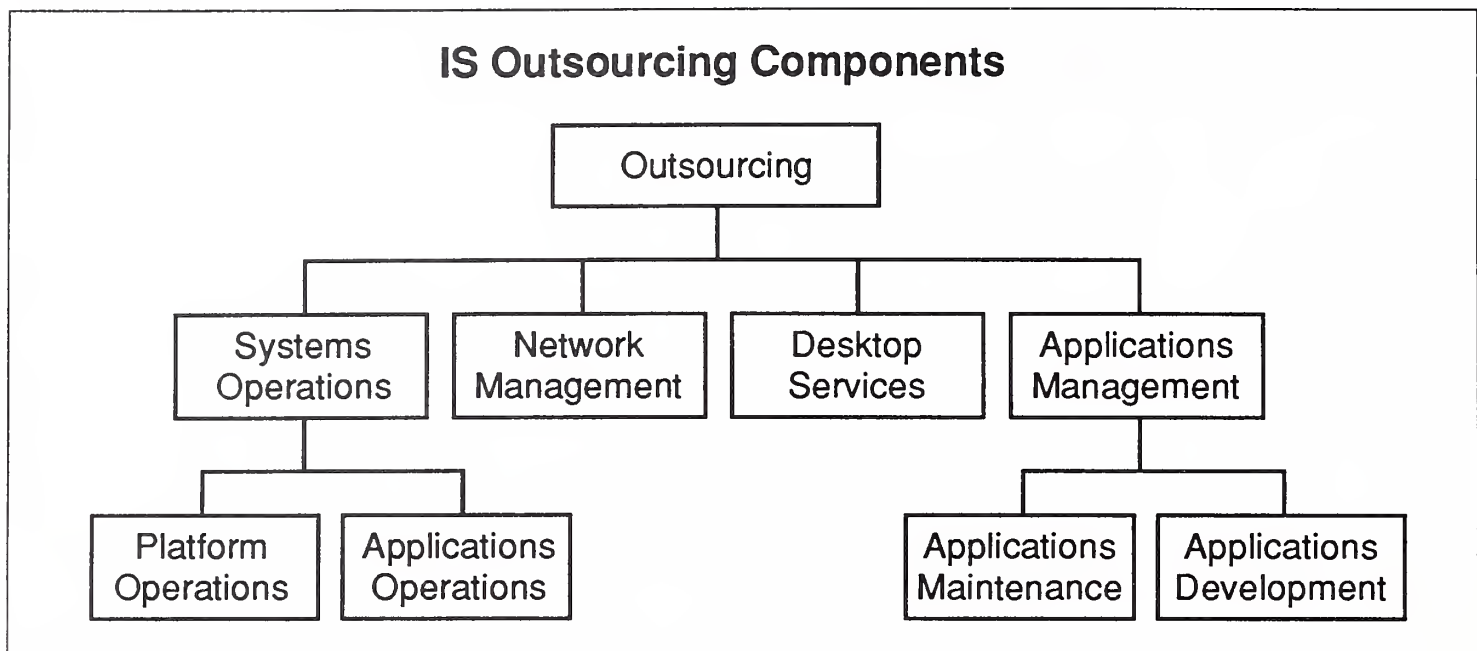 IS Outsourcing Components
Outsourcing
Systems
Operations
Network
Management
Desktop
Services
Applications
Management
Platform
Operations
Applications
Operations
Applications
Maintenance
Applications
Development